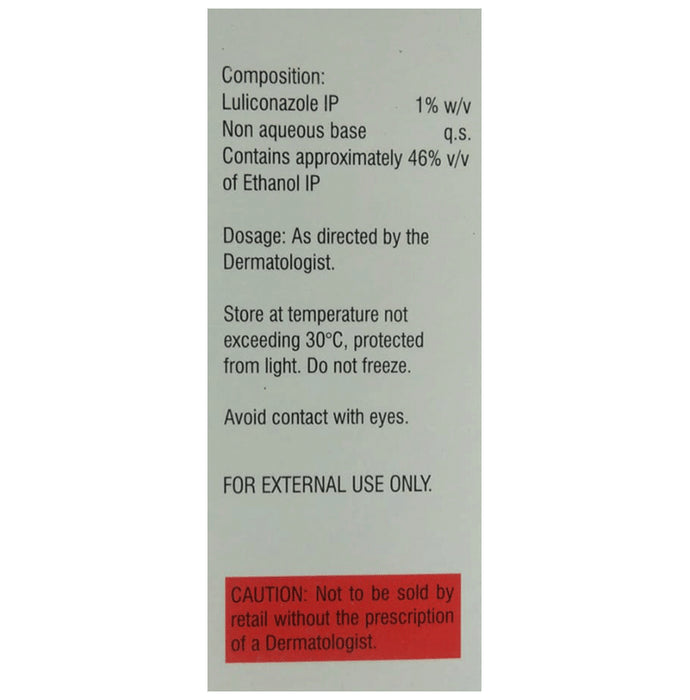 Composition:
Luliconazole IP 1% w/v
Non aqueous base q.s.
Contains approximately 46% v/v
of Ethanol IP
Dosage: As directed by the
Dermatologist.
Store at temperature not
exceeding 30°C, protected
from light. Do not freeze.
Avoid contact with eyes.
FOR EXTERNAL USE ONLY.
CAUTION: Not to be sold by
retail without the prescription
of a Dermatologist.